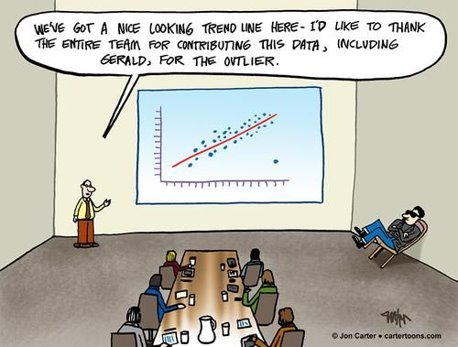 WE'VE GOT A NICE LOOKING TREND LINE HERE - I'D LIKE TO THANK
THE ENTIRE TEAM FOR CONTRIBUTING THIS DATA, INCLUDING
GERALD, FOR THE OUTLIER.
© Jon Carter • cartertoons.com